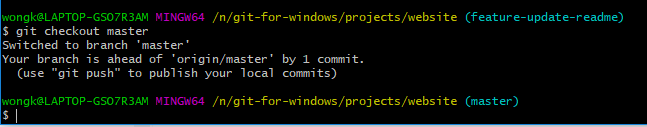 wongk@LAPTOP-GSO7R3AM MINGW64 /n/git-for-windows/projects/website (feature-update-readme)
$ git checkout master
Switched to branch 'master'
Your branch is ahead of 'origin/master' by 1 commit.
  (use "git push" to publish your local commits)

wongk@LAPTOP-GSO7R3AM MINGW64 /n/git-for-windows/projects/website (master)
$